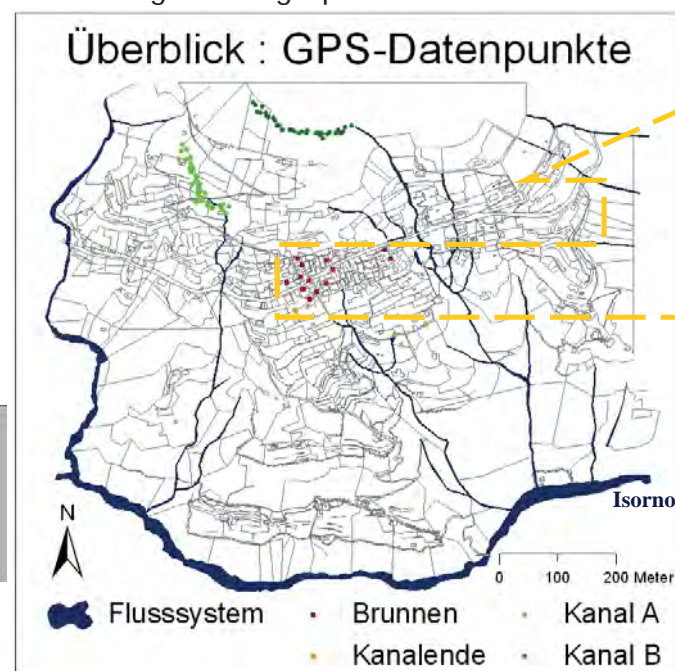 Überblick : GPS-Datenpunkte
Isorno
N
0 100 200 Meter
Flusssystem
Brunnen
Kanal A
Kanalende
Kanal B